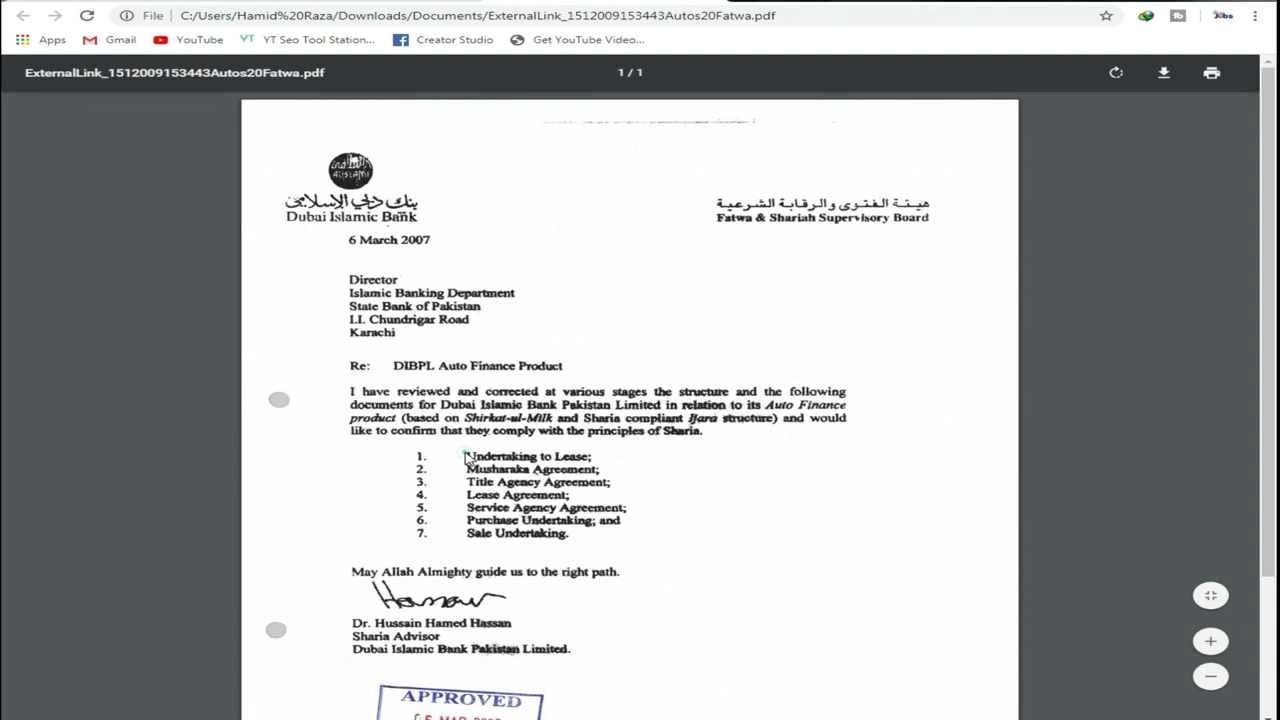 File C:/Users/Hamid%20Raza/Downloads/Documents/ExternalLink_1512009153443Autos20Fatwa.pdf
Apps Gmail YouTube YT Seo Tool Station... Creator Studio Get YouTube Video...
ExternalLink_1512009153443Autos20Fatwa.pdf 1 / 1
بنك دبي الإسلامي
Dubai Islamic Bank
هيئة الفتوى والرقابة الشرعية
Fatwa & Shariah Supervisory Board
6 March 2007
Director
Islamic Banking Department
State Bank of Pakistan
I.I. Chundrigar Road
Karachi
Re: DIBPL Auto Finance Product
I have reviewed and corrected at various stages the structure and the following
documents for Dubai Islamic Bank Pakistan Limited in relation to its Auto Finance
product (based on Shirkat-ul-Milk and Sharia compliant Ijara structure) and would
like to confirm that they comply with the principles of Sharia.
1. Undertaking to Lease;
2. Musharaka Agreement;
3. Title Agency Agreement;
4. Lease Agreement;
5. Service Agency Agreement;
6. Purchase Undertaking; and
7. Sale Undertaking.
May Allah Almighty guide us to the right path.
Dr. Hussain Hamed Hassan
Sharia Advisor
Dubai Islamic Bank Pakistan Limited.
APPROVED